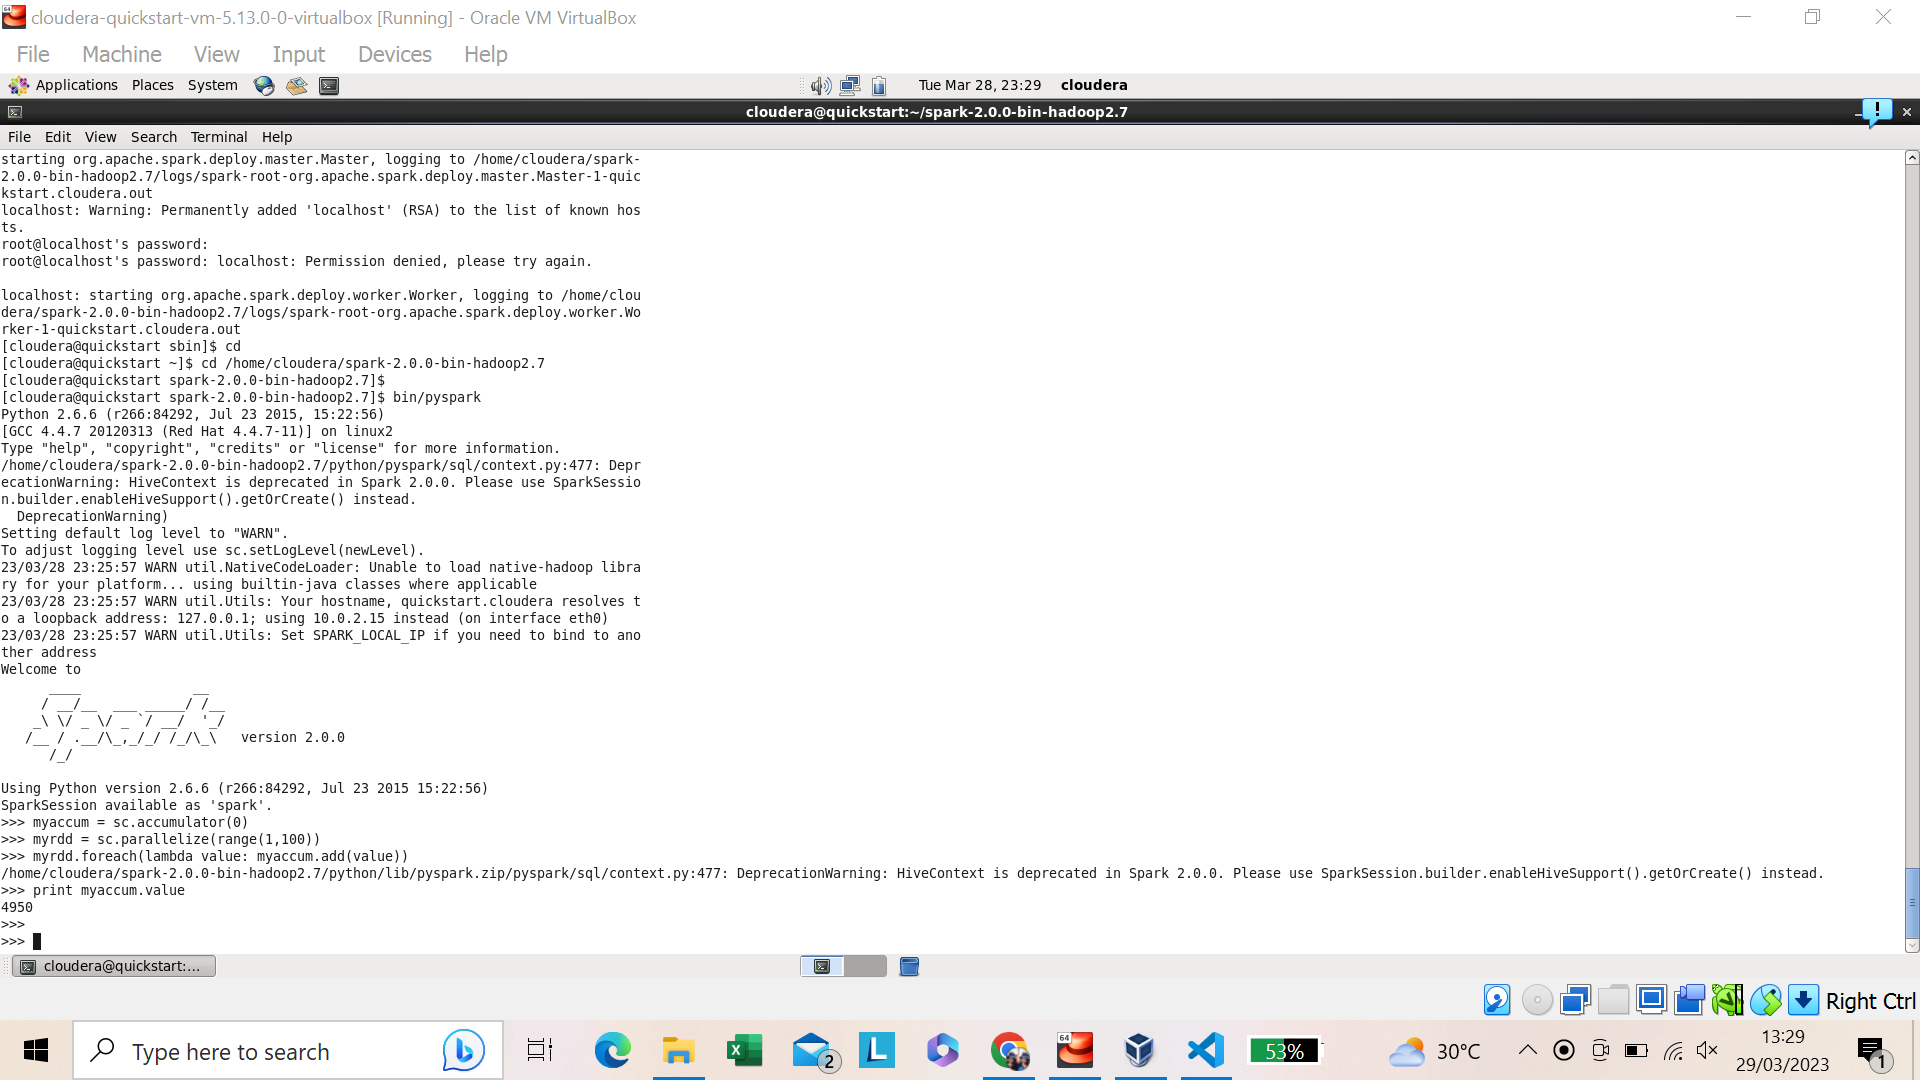 cloudera-quickstart-vm-5.13.0-0-virtualbox [Running] - Oracle VM VirtualBox
File Machine View Input Devices Help
Applications Places System Tue Mar 28, 23:29 cloudera
cloudera@quickstart:~/spark-2.0.0-bin-hadoop2.7
File Edit View Search Terminal Help
starting org.apache.spark.deploy.master.Master, logging to /home/cloudera/spark-
2.0.0-bin-hadoop2.7/logs/spark-root-org.apache.spark.deploy.master.Master-1-quic
kstart.cloudera.out
localhost: Warning: Permanently added 'localhost' (RSA) to the list of known hos
ts.
root@localhost's password:
root@localhost's password: localhost: Permission denied, please try again.
localhost: starting org.apache.spark.deploy.worker.Worker, logging to /home/clou
dera/spark-2.0.0-bin-hadoop2.7/logs/spark-root-org.apache.spark.deploy.worker.Wo
rker-1-quickstart.cloudera.out
[cloudera@quickstart sbin]$ cd
[cloudera@quickstart ~]$ cd /home/cloudera/spark-2.0.0-bin-hadoop2.7
[cloudera@quickstart spark-2.0.0-bin-hadoop2.7]$
[cloudera@quickstart spark-2.0.0-bin-hadoop2.7]$ bin/pyspark
Python 2.6.6 (r266:84292, Jul 23 2015, 15:22:56)
[GCC 4.4.7 20120313 (Red Hat 4.4.7-11)] on linux2
Type "help", "copyright", "credits" or "license" for more information.
/home/cloudera/spark-2.0.0-bin-hadoop2.7/python/pyspark/sql/context.py:477: Depr
ecationWarning: HiveContext is deprecated in Spark 2.0.0. Please use SparkSessio
n.builder.enableHiveSupport().getOrCreate() instead.
  DeprecationWarning)
Setting default log level to "WARN".
To adjust logging level use sc.setLogLevel(newLevel).
23/03/28 23:25:57 WARN util.NativeCodeLoader: Unable to load native-hadoop libra
ry for your platform... using builtin-java classes where applicable
23/03/28 23:25:57 WARN util.Utils: Your hostname, quickstart.cloudera resolves t
o a loopback address: 127.0.0.1; using 10.0.2.15 instead (on interface eth0)
23/03/28 23:25:57 WARN util.Utils: Set SPARK_LOCAL_IP if you need to bind to ano
ther address
Welcome to
      ____              __
     / __/__  ___ _____/ /__
    _\ \/ _ \/ _ `/ __/  '_/
   /__ / .__/\_,_/_/ /_/\_\   version 2.0.0
      /_/
Using Python version 2.6.6 (r266:84292, Jul 23 2015 15:22:56)
SparkSession available as 'spark'.
>>> myaccum = sc.accumulator(0)
>>> myrdd = sc.parallelize(range(1,100))
>>> myrdd.foreach(lambda value: myaccum.add(value))
/home/cloudera/spark-2.0.0-bin-hadoop2.7/python/lib/pyspark.zip/pyspark/sql/context.py:477: DeprecationWarning: HiveContext is deprecated in Spark 2.0.0. Please use SparkSession.builder.enableHiveSupport().getOrCreate() instead.
>>> print myaccum.value
4950
>>>
>>>
cloudera@quickstart:...
Right Ctrl
Type here to search
2
64
53%
30°C
13:29
29/03/2023
1